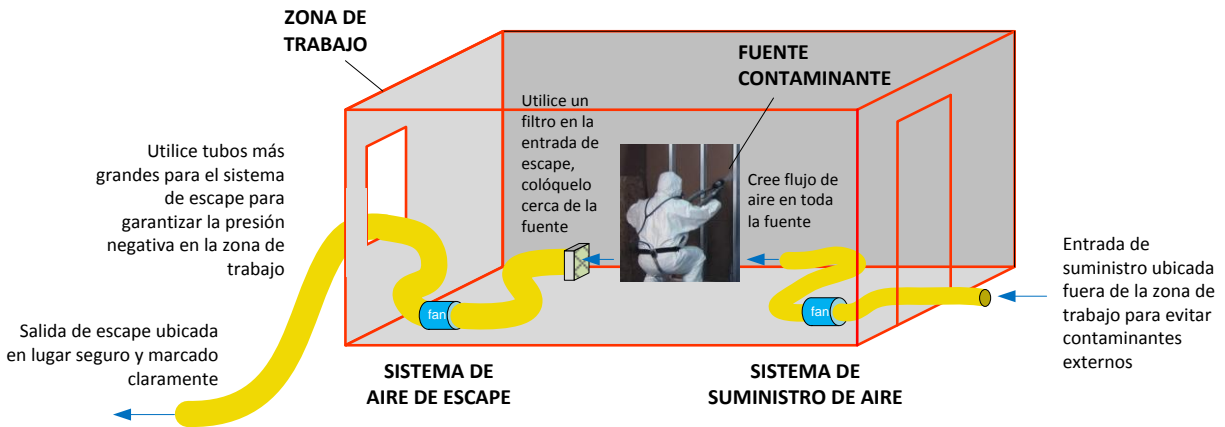 ZONA DE
TRABAJO
FUENTE
CONTAMINANTE
Utilice un
filtro en la
entrada de
escape,
colóquelo
cerca de la
fuente
Utilice tubos más
grandes para el sistema
de escape para
garantizar la presión
negativa en la zona de
trabajo
Cree flujo de
aire en toda
la fuente
Entrada de
suministro ubicada
fuera de la zona de
trabajo para evitar
contaminantes
externos
fan
fan
Salida de escape ubicada
en lugar seguro y marcado
claramente
SISTEMA DE
AIRE DE ESCAPE
SISTEMA DE
SUMINISTRO DE AIRE